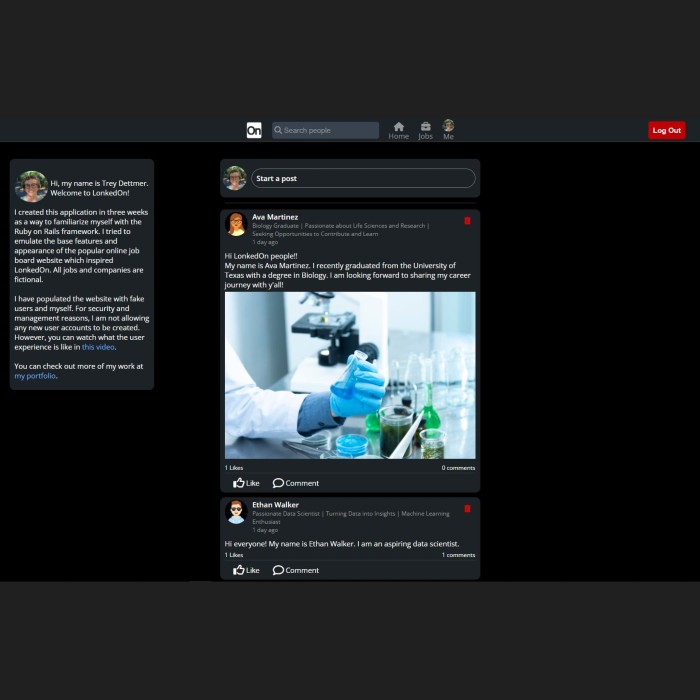 On
Search people
Home
Jobs
Me
Log Out
Hi, my name is Trey Dettmer.
Welcome to LonkedOn!
I created this application in three weeks
as a way to familiarize myself with the
Ruby on Rails framework. I tried to
emulate the base features and
appearance of the popular online job
board website which inspired
LonkedOn. All jobs and companies are
fictional.
I have populated the website with fake
users and myself. For security and
management reasons, I am not allowing
any new user accounts to be created.
However, you can watch what the user
experience is like in this video.
You can check out more of my work at
my portfolio.
Start a post
Ava Martinez
Biology Graduate | Passionate about Life Sciences and Research |
Seeking Opportunities to Contribute and Learn
1 day ago
Hi LonkedOn people!!
My name is Ava Martinez. I recently graduated from the University of
Texas with a degree in Biology. I am looking forward to sharing my career
journey with y'all!
1 Likes
0 comments
Like
Comment
Ethan Walker
Passionate Data Scientist | Turning Data into Insights | Machine Learning
Enthusiast
1 day ago
Hi everyone! My name is Ethan Walker. I am an aspiring data scientist.
1 Likes
1 comments
Like
Comment